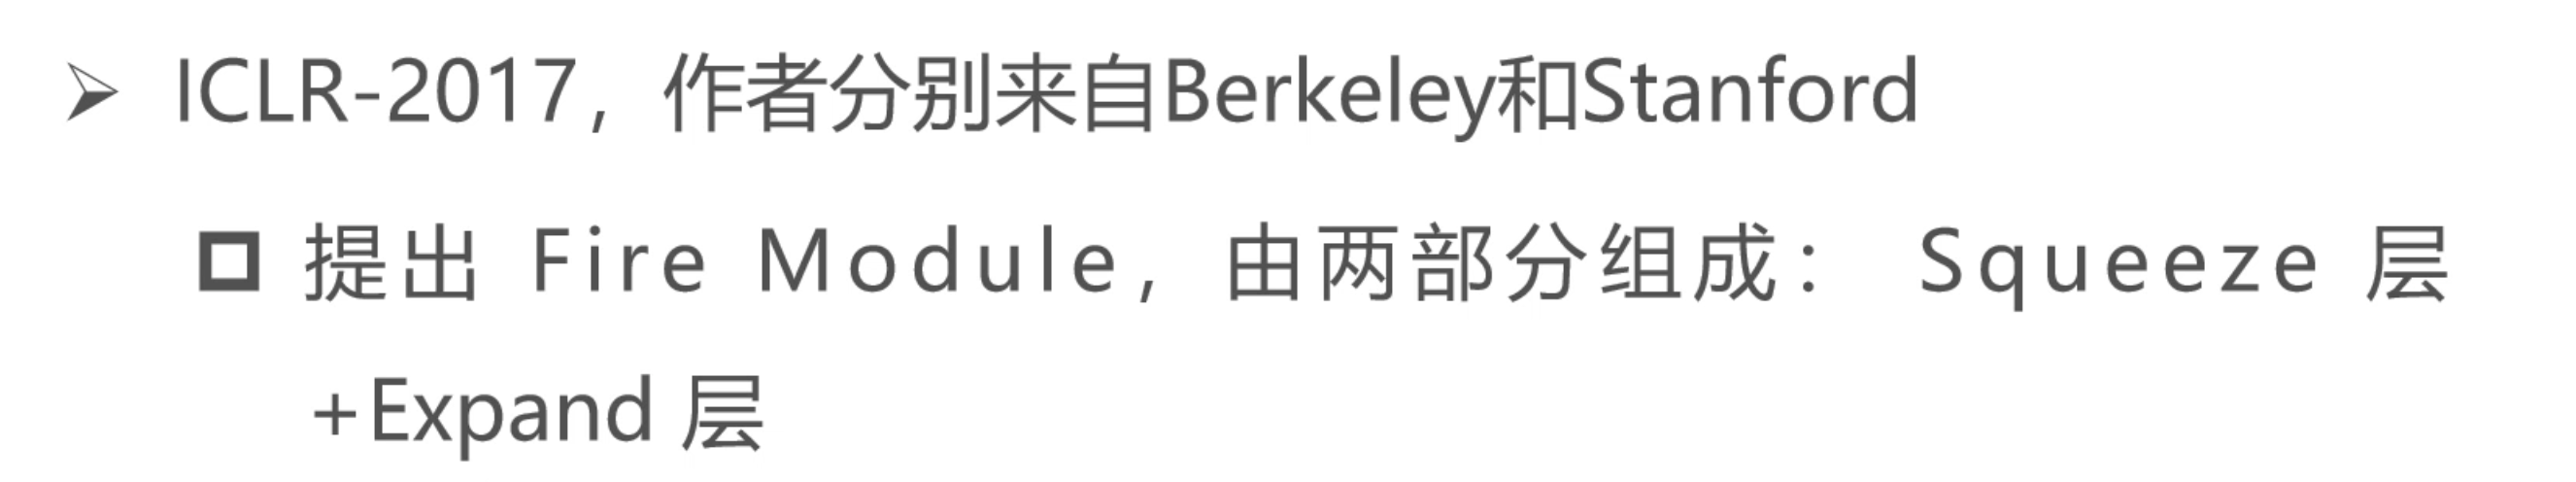 ➢ ICLR-2017，作者分别来自Berkeley和Stanford
提出 Fire Module，由两部分组成： Squeeze 层
+Expand 层